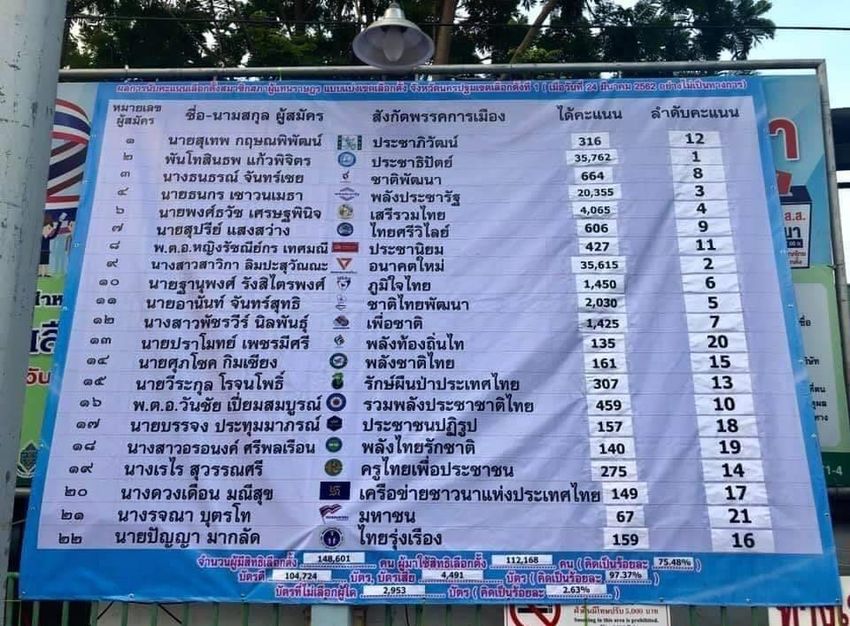 ผลการนับคะแนนเลือกตั้งสมาชิกสภา ผู้แทนราษฎร แบบแบ่งเขตเลือกตั้ง จังหวัดนครปฐมเขตเลือกตั้งที่ 1 ( เมื่อวันที่ 24 มีนาคม 2562 อย่างไม่เป็นทางการ)
หมายเลขผู้สมัคร ชื่อ-นามสกุล ผู้สมัคร สังกัดพรรคการเมือง ได้คะแนน ลำดับคะแนน
๑ นายสุเทพ กฤษณพิพัฒน์ ประชาภิวัฒน์ 316 12
๒ พันโทสินธพ แก้วพิจิตร ประชาธิปัตย์ 35,762 1
๓ นางธนธรณ์ จันทร์เชย ชาติพัฒนา 664 8
๔ นายธนกร เชาวนเมธา พลังประชารัฐ 20,355 3
๖ นายพงศ์ธวัช เศรษฐพินิจ เสรีรวมไทย 4,065 4
๗ นายสุปรีย์ แสงสว่าง ไทยศรีวิไลย์ 606 9
๘ พ.ต.อ.หญิงรัชณีย์กร เทศมณี ประชานิยม 427 11
๙ นางสาวสาวิกา ลิมปะสุวัณณะ อนาคตใหม่ 35,615 2
๑๐ นายฐานุพงศ์ รังสิไตรพงศ์ ภูมิใจไทย 1,450 6
๑๑ นายอานันท์ จันทร์สุทธิ ชาติไทยพัฒนา 2,030 5
๑๒ นางสาวพัชรวีร์ นิลพันธุ์ เพื่อชาติ 1,425 7
๑๓ นายปราโมทย์ เพชรมีศรี พลังท้องถิ่นไท 135 20
๑๔ นายศุภโชค กิมเซียง พลังชาติไทย 161 15
๑๕ นายวีระกุล โรจนโพธิ์ รักษ์ผืนป่าประเทศไทย 307 13
๑๖ พ.ต.อ.วันชัย เปี่ยมสมบูรณ์ รวมพลังประชาชาติไทย 459 10
๑๗ นายบรรจง ประทุมมาภรณ์ ประชาชนปฏิรูป 157 18
๑๘ นางสาวอรอนงค์ ศรีพลเรือน พลังไทยรักชาติ 140 19
๑๙ นางเรไร สุวรรณศรี ครูไทยเพื่อประชาชน 275 14
๒๐ นางดวงเดือน มณีสุข เครือข่ายชาวนาแห่งประเทศไทย 149 17
๒๑ นางรจณา บุตรโท มหาชน 67 21
๒๒ นายปัญญา มากลัด ไทยรุ่งเรือง 159 16
จำนวนผู้มีสิทธิเลือกตั้ง 148,601 คน ผู้มาใช้สิทธิเลือกตั้ง 112,168 คน ( คิดเป็นร้อยละ 75.48% )
บัตรดี 104,724 บัตร, บัตรเสีย 4,491 บัตร ( คิดเป็นร้อยละ 97.37% )
บัตรที่ไม่เลือกผู้ใด 2,953 บัตร ( คิดเป็นร้อยละ 2.63% )